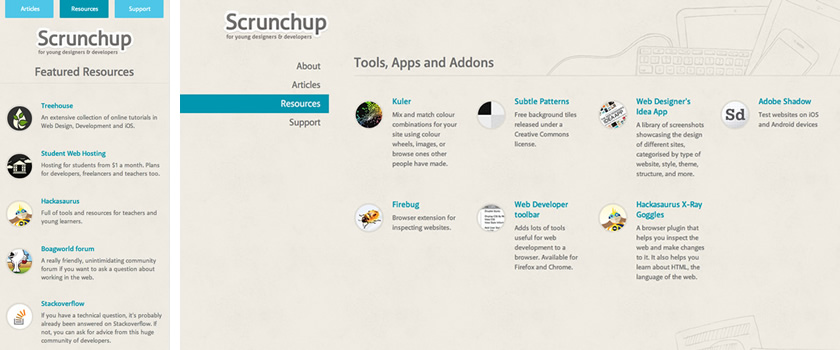 Articles
Resources
Support
Scrunchup
for young designers & developers
Featured Resources
Treehouse
An extensive collection of online tutorials in
Web Design, Development and iOS.
Student Web Hosting
Hosting for students from $1 a month. Plans
for developers, freelancers and teachers too.
Hackasaurus
Full of tools and resources for teachers and
young learners.
Boagworld forum
A really friendly, unintimidating community
forum if you want to ask a question about
working in the web.
Stackoverflow
If you have a technical question, it's probably
already been answered on Stackoverflow. If
not, you can ask for advice from this huge
community of developers.
Scrunchup
for young designers & developers
About
Articles
Resources
Support
Tools, Apps and Addons
Kuler
Mix and match colour
combinations for your
site using colour
wheels, images, or
browse ones other
people have made.
Subtle Patterns
Free background tiles
released under a
Creative Commons
license.
Web Designer's
Idea App
A library of screenshots
showcasing the design
of different sites,
categorised by type of
website, style, theme,
structure, and more.
Sd
Adobe Shadow
Test websites on iOS
and Android devices
Firebug
Browser extension for
inspecting websites.
Web Developer
toolbar
Adds lots of tools
useful for web
development to a
browser. Available for
Firefox and Chrome.
Hackasaurus X-Ray
Goggles
A browser plugin that
helps you inspect the
web and make changes
to it. It also helps you
learn about HTML, the
language of the web.